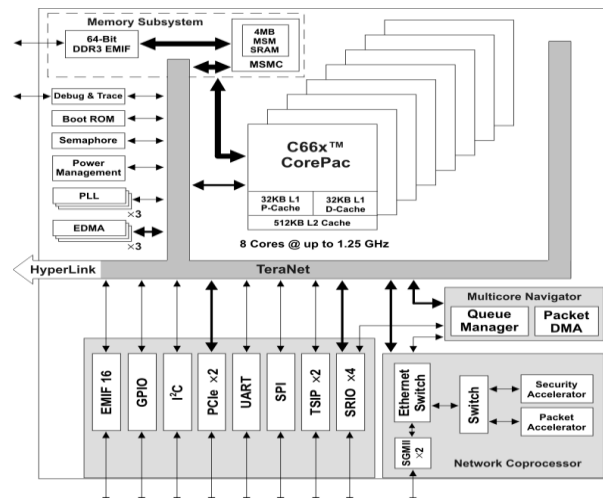 Memory Subsystem
64-Bit
DDR3 EMIF
4MB
MSM
SRAM
MSMC
Debug & Trace
Boot ROM
Semaphore
Power
Management
PLL
×3
EDMA
×3
C66x™
CorePac
32KB L1
P-Cache
32KB L1
D-Cache
512KB L2 Cache
8 Cores @ up to 1.25 GHz
HyperLink
TeraNet
Multicore Navigator
Queue
Manager
Packet
DMA
EMIF 16
GPIO
I²C
PCIe ×2
UART
SPI
TSIP ×2
SRIO ×4
Ethernet
Switch
SGMII
×2
Switch
Security
Accelerator
Packet
Accelerator
Network Coprocessor